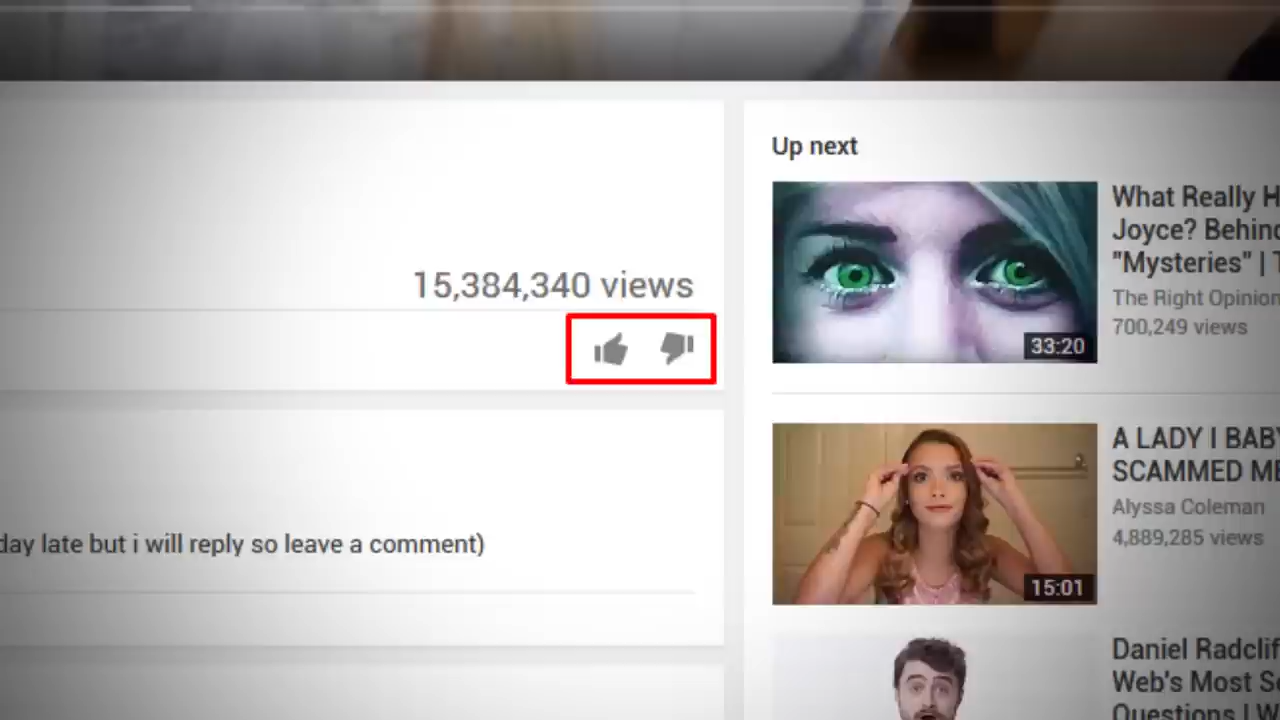 Up next
What Really H
Joyce? Behind
"Mysteries" | T
The Right Opinion
700,249 views
33:20
15,384,340 views
A LADY I BABY
SCAMMED ME
Alyssa Coleman
4,889,285 views
15:01
day late but i will reply so leave a comment)
Daniel Radclif
Web's Most Se
Questions | W